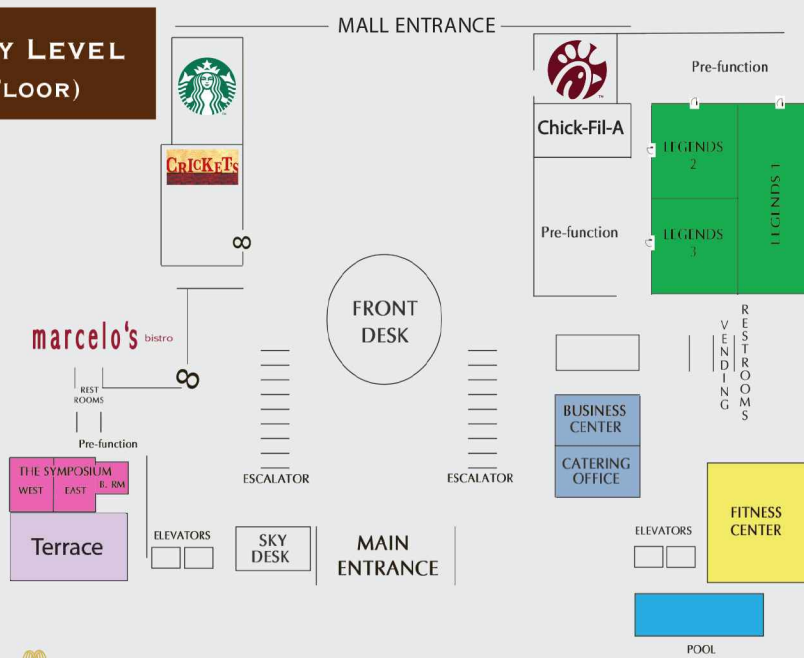 Y LEVEL
FLOOR)
MALL ENTRANCE
Pre-function
CRICKETS
Chick-Fil-A
LEGENDS
2
LEGENDS 1
Pre-function
LEGENDS
3
FRONT
DESK
marcelo's bistro
VENDING
RESTROOMS
REST
ROOMS
Pre-function
BUSINESS
CENTER
CATERING
OFFICE
THE SYMPOSIUM
WEST
EAST
B. RM
Terrace
ESCALATOR
ESCALATOR
ELEVATORS
SKY
DESK
MAIN
ENTRANCE
ELEVATORS
FITNESS
CENTER
POOL